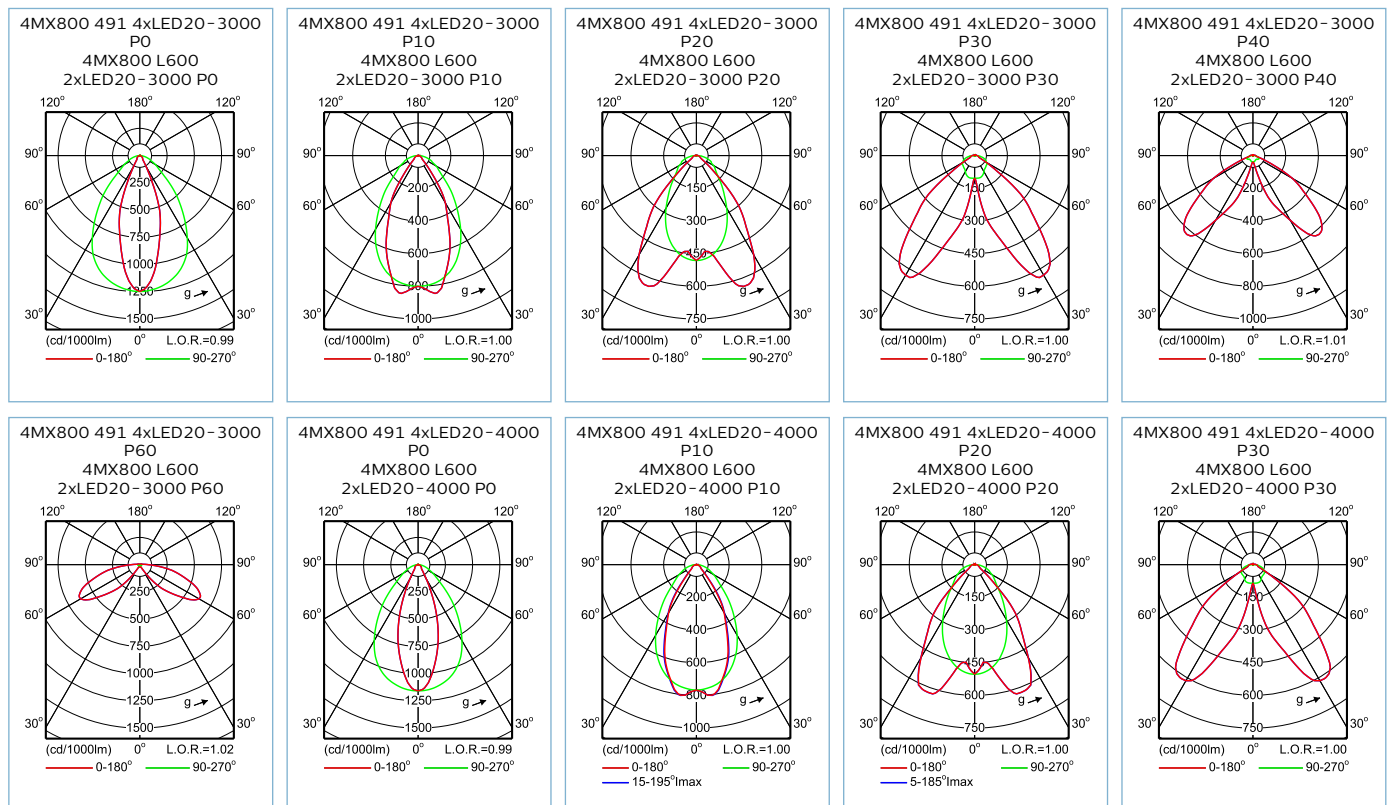 4MX800 491 4xLED20-3000
P0
4MX800 L600
2xLED20-3000 P0
120° 180° 120°
90° 90°
250
500
60° 60°
750
1000
1250
g
1500
30° 30°
(cd/1000lm) 0° L.O.R.=0.99
0-180° 90-270°
4MX800 491 4xLED20-3000
P10
4MX800 L600
2xLED20-3000 P10
120° 180° 120°
90° 90°
200
400
60° 60°
600
800
g
1000
30° 30°
(cd/1000lm) 0° L.O.R.=1.00
0-180° 90-270°
4MX800 491 4xLED20-3000
P20
4MX800 L600
2xLED20-3000 P20
120° 180° 120°
90° 90°
150
300
60° 60°
450
600
g
750
30° 30°
(cd/1000lm) 0° L.O.R.=1.00
0-180° 90-270°
4MX800 491 4xLED20-3000
P30
4MX800 L600
2xLED20-3000 P30
120° 180° 120°
90° 90°
150
300
60° 60°
450
600
g
750
30° 30°
(cd/1000lm) 0° L.O.R.=1.00
0-180° 90-270°
4MX800 491 4xLED20-3000
P40
4MX800 L600
2xLED20-3000 P40
120° 180° 120°
90° 90°
200
400
60° 60°
600
800
g
1000
30° 30°
(cd/1000lm) 0° L.O.R.=1.01
0-180° 90-270°
4MX800 491 4xLED20-3000
P60
4MX800 L600
2xLED20-3000 P60
120° 180° 120°
90° 90°
250
500
60° 60°
750
1000
1250
g
1500
30° 30°
(cd/1000lm) 0° L.O.R.=1.02
0-180° 90-270°
4MX800 491 4xLED20-4000
P0
4MX800 L600
2xLED20-4000 P0
120° 180° 120°
90° 90°
250
500
60° 60°
750
1000
1250
g
1500
30° 30°
(cd/1000lm) 0° L.O.R.=0.99
0-180° 90-270°
4MX800 491 4xLED20-4000
P10
4MX800 L600
2xLED20-4000 P10
120° 180° 120°
90° 90°
200
400
60° 60°
600
800
g
1000
30° 30°
(cd/1000lm) 0° L.O.R.=1.00
0-180° 90-270°
15-195°Imax
4MX800 491 4xLED20-4000
P20
4MX800 L600
2xLED20-4000 P20
120° 180° 120°
90° 90°
150
300
60° 60°
450
600
g
750
30° 30°
(cd/1000lm) 0° L.O.R.=1.00
0-180° 90-270°
5-185°Imax
4MX800 491 4xLED20-4000
P30
4MX800 L600
2xLED20-4000 P30
120° 180° 120°
90° 90°
150
300
60° 60°
450
600
g
750
30° 30°
(cd/1000lm) 0° L.O.R.=1.00
0-180° 90-270°